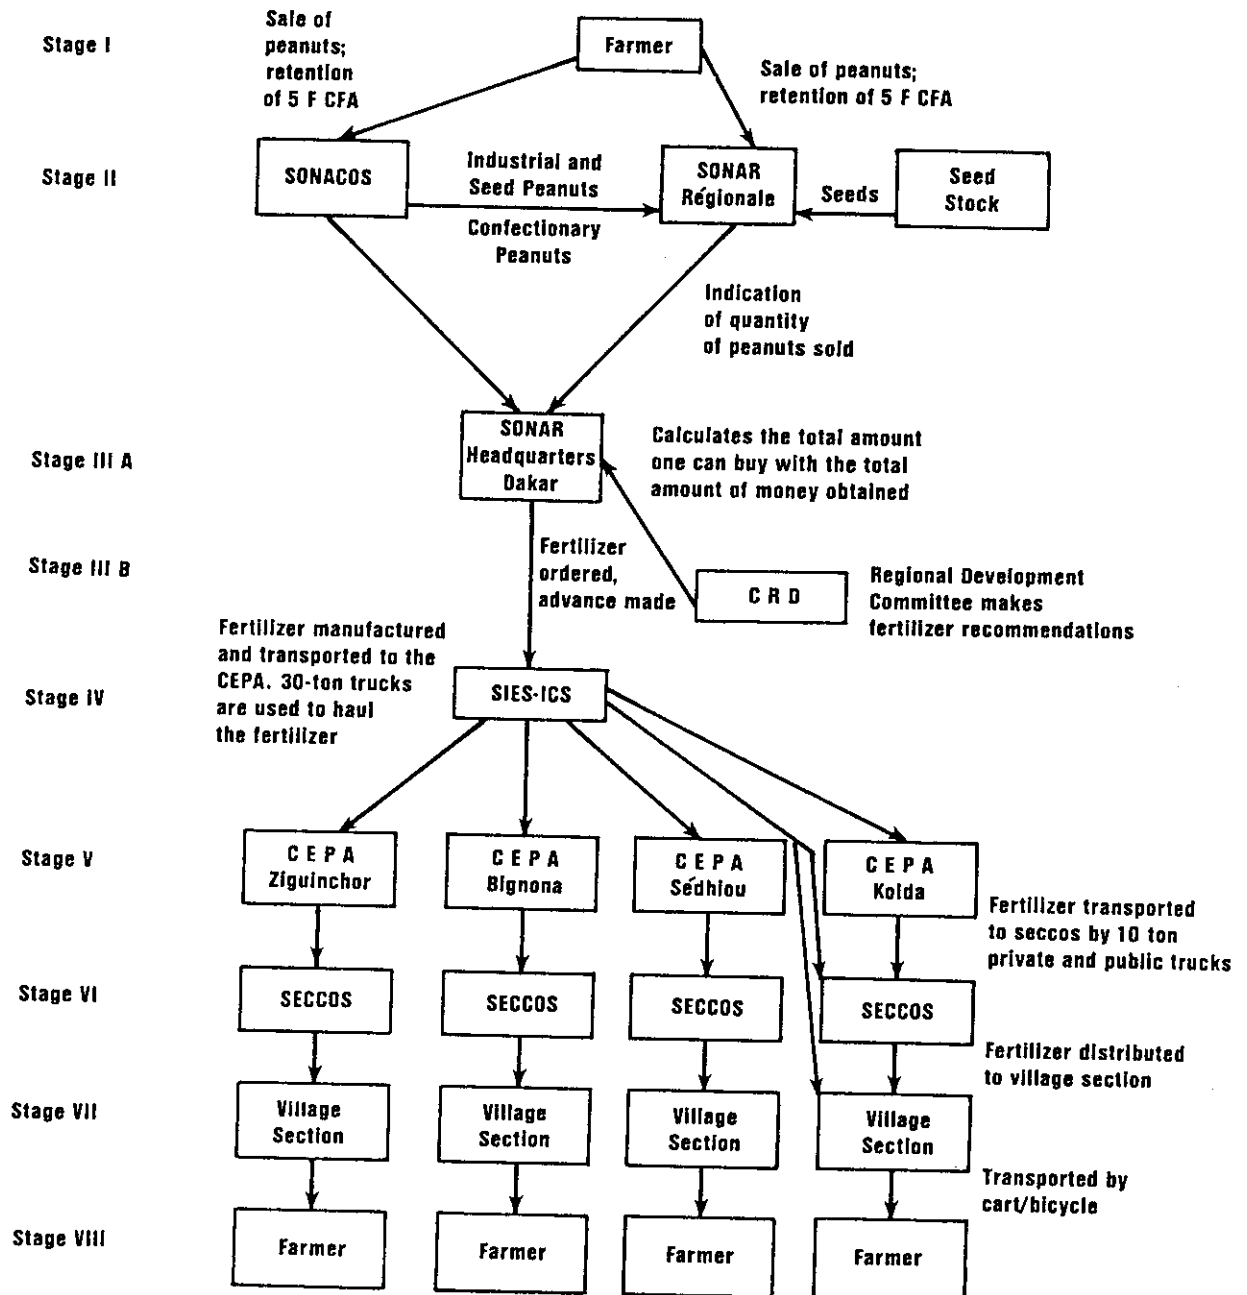 Stage I
Sale of
peanuts;
retention
of 5 F CFA
Farmer
Sale of peanuts;
retention of 5 F CFA
Stage II
SONACOS
Industrial and
Seed Peanuts
Confectionary
Peanuts
SONAR
Régionale
Seeds
Seed
Stock
Indication
of quantity
of peanuts sold
Stage III A
SONAR
Headquarters
Dakar
Calculates the total amount
one can buy with the total
amount of money obtained
Stage III B
Fertilizer
ordered,
advance made
C R D
Regional Development
Committee makes
fertilizer recommendations
Stage IV
Fertilizer manufactured
and transported to the
CEPA. 30-ton trucks
are used to haul
the fertilizer
SIES-ICS
Stage V
C E P A
Ziguinchor
C E P A
Bignona
C E P A
Sédhiou
C E P A
Kolda
Fertilizer transported
to seccos by 10 ton
private and public trucks
Stage VI
SECCOS
SECCOS
SECCOS
SECCOS
Fertilizer distributed
to village section
Stage VII
Village
Section
Village
Section
Village
Section
Village
Section
Transported by
cart/bicycle
Stage VIII
Farmer
Farmer
Farmer
Farmer